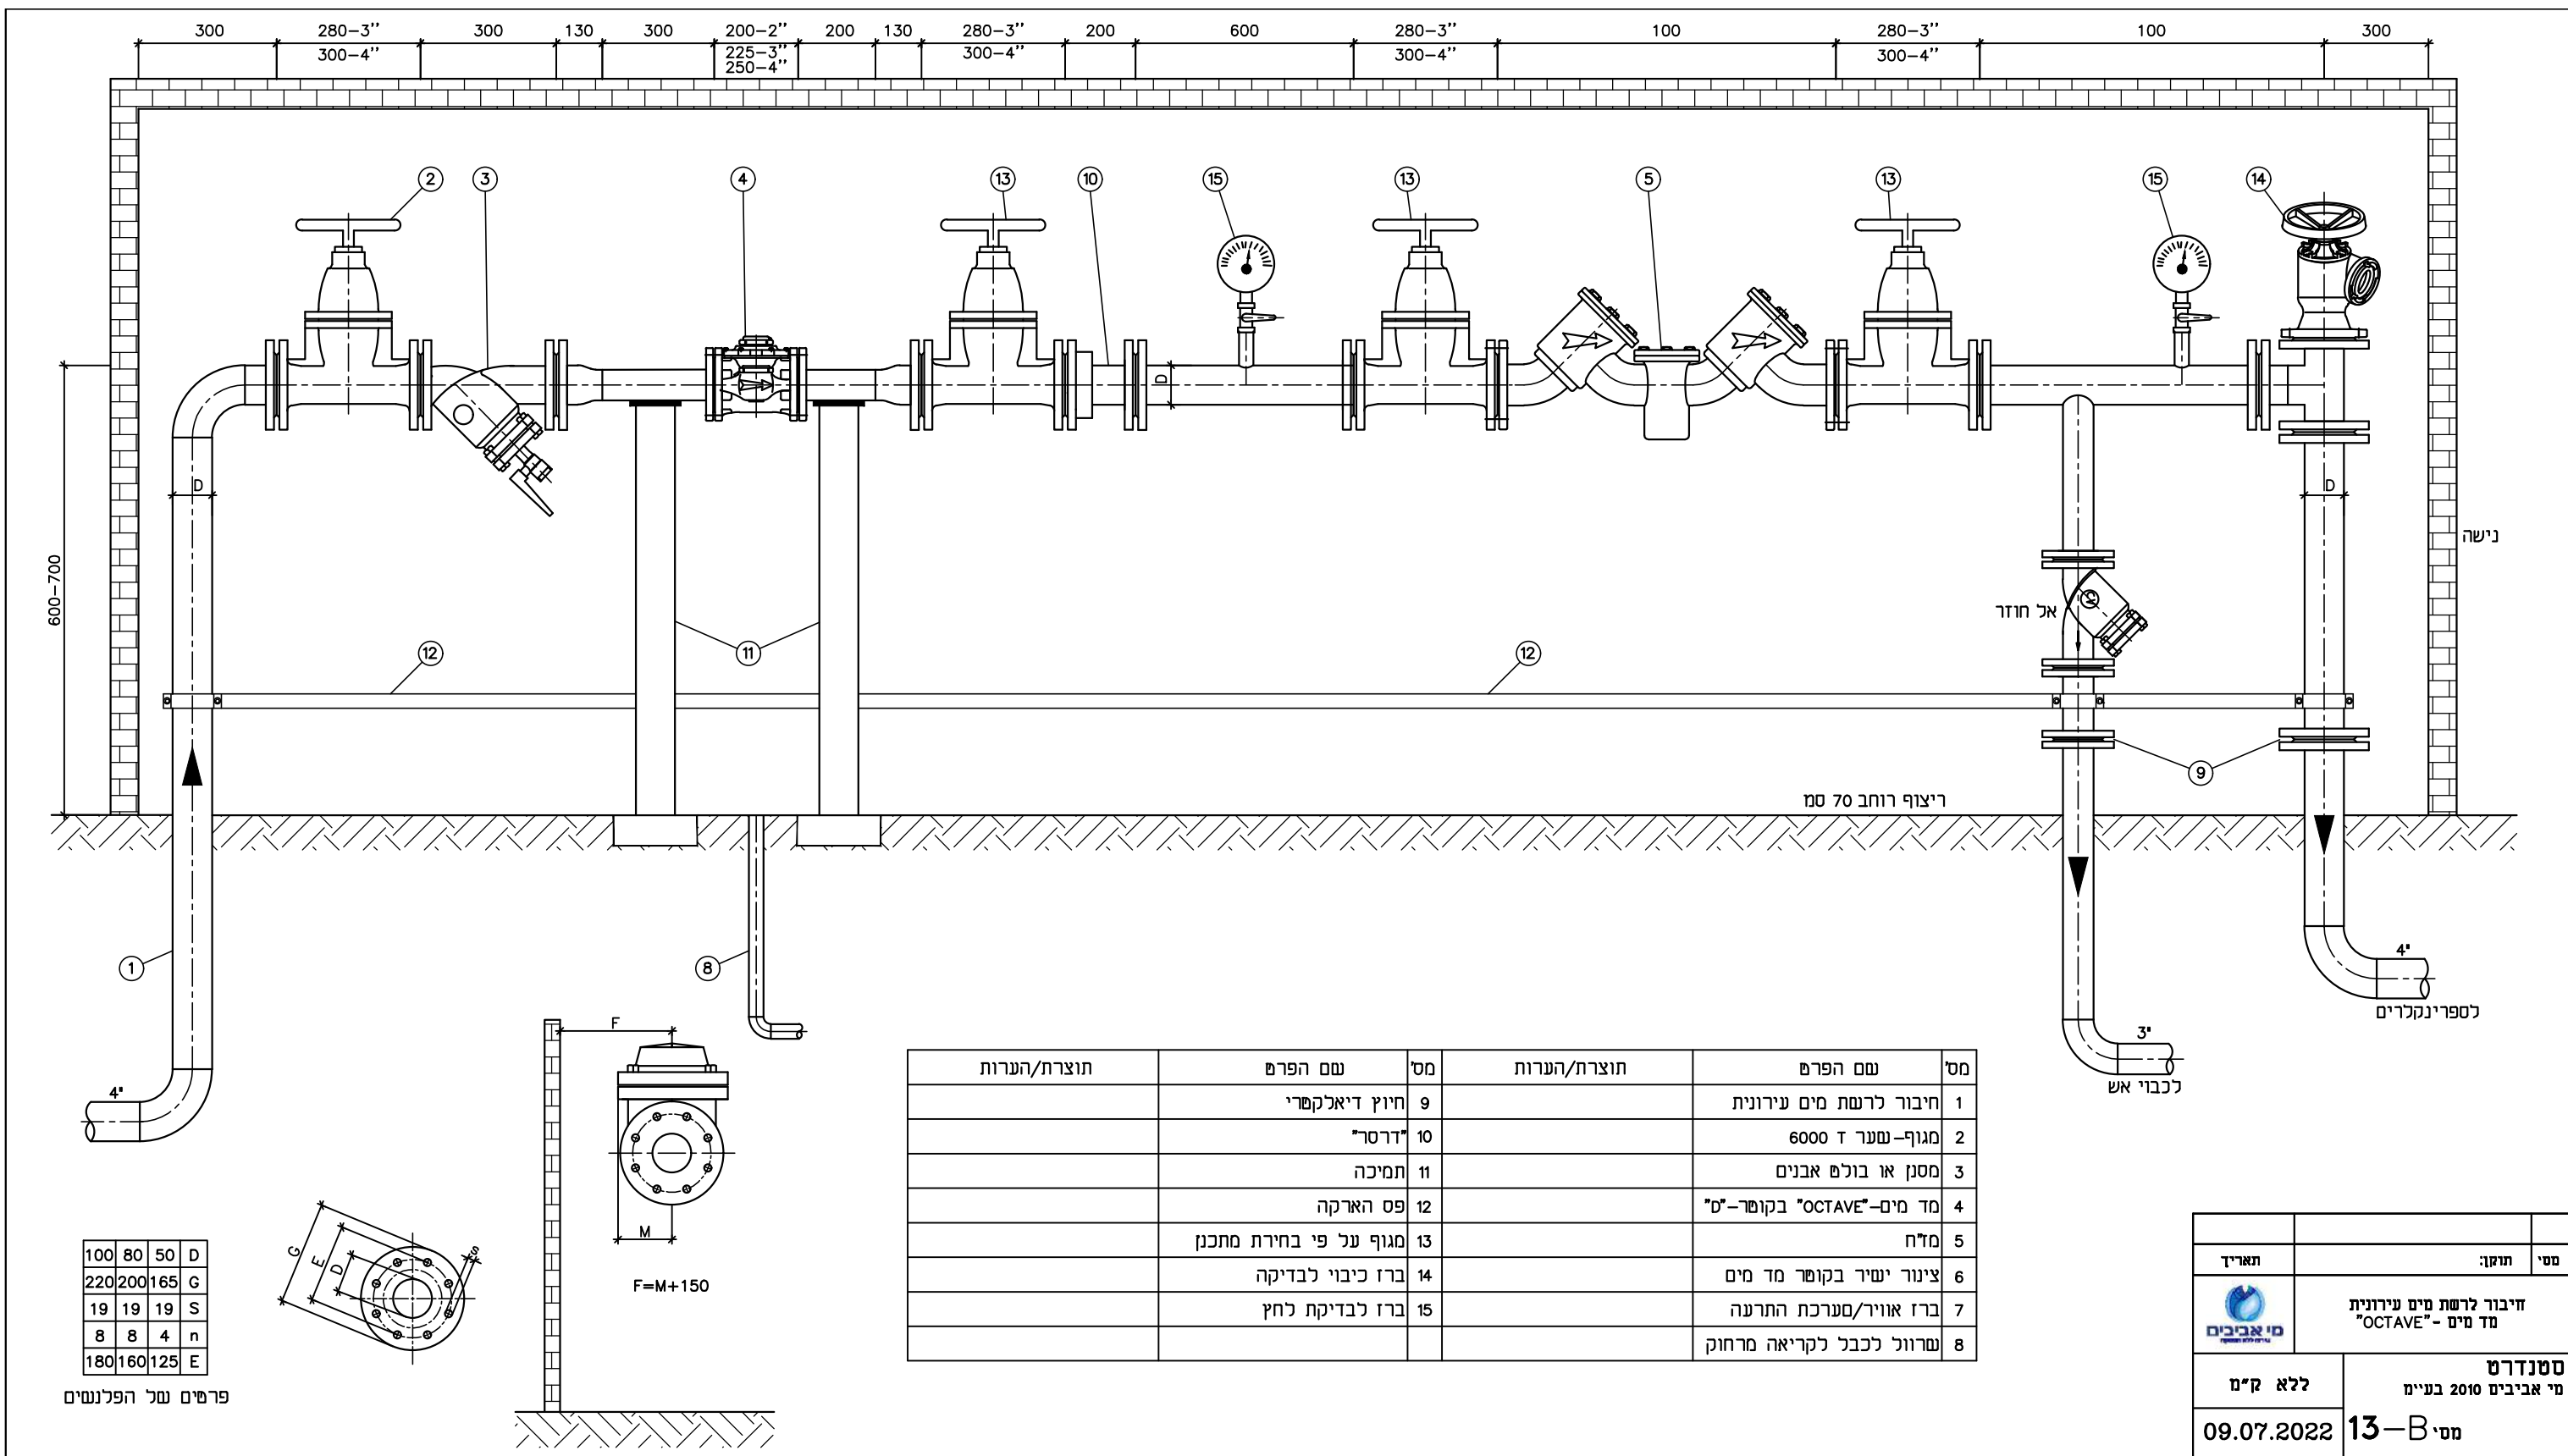 300 280-3'' 300 130 300 200-2'' 200 130 280-3'' 200 600 280-3'' 100 280-3'' 100 300
300-4'' 225-3'' 300-4'' 300-4'' 300-4''
250-4''
2 3 4 13 10 15 13 5 13 15 14
D
D D
נישה
600-700
אל חוזר
12 11 12
9
ריצוף רוחב 70 סמ
1 8
4"
לספרינקלרים
3"
לכבוי אש
4"
F
M
F=M+150
G E D S
מס' שם הפרט תוצרת/הערות מס' שם הפרט תוצרת/הערות
1 חיבור לרשת מים עירונית 9 חיוץ דיאלקטרי
2 מגוף-שער T 6000 10 "דרסר"
3 מסנן או בולט אבנים 11 תמיכה
4 מד מים-"OCTAVE" בקוטר-"D" 12 פס הארקה
5 מז"ח 13 מגוף על פי בחירת מתכנן
6 צינור ישיר בקוטר מד מים 14 ברז כיבוי לבדיקה
7 ברז אוויר/מערכת התרעה 15 ברז לבדיקת לחץ
8 שרוול לכבל לקריאה מרחוק
100 80 50 D
220 200 165 G
19 19 19 S
8 8 4 n
180 160 125 E
פרטים של הפלנשים
מס' תוקן: תאריך
חיבור לרשת מים עירונית
מד מים -"OCTAVE"
מי אביבים
סטנדרט
מי אביבים 2010 בע''מ
ללא ק"מ
מס' 13-B
09.07.2022